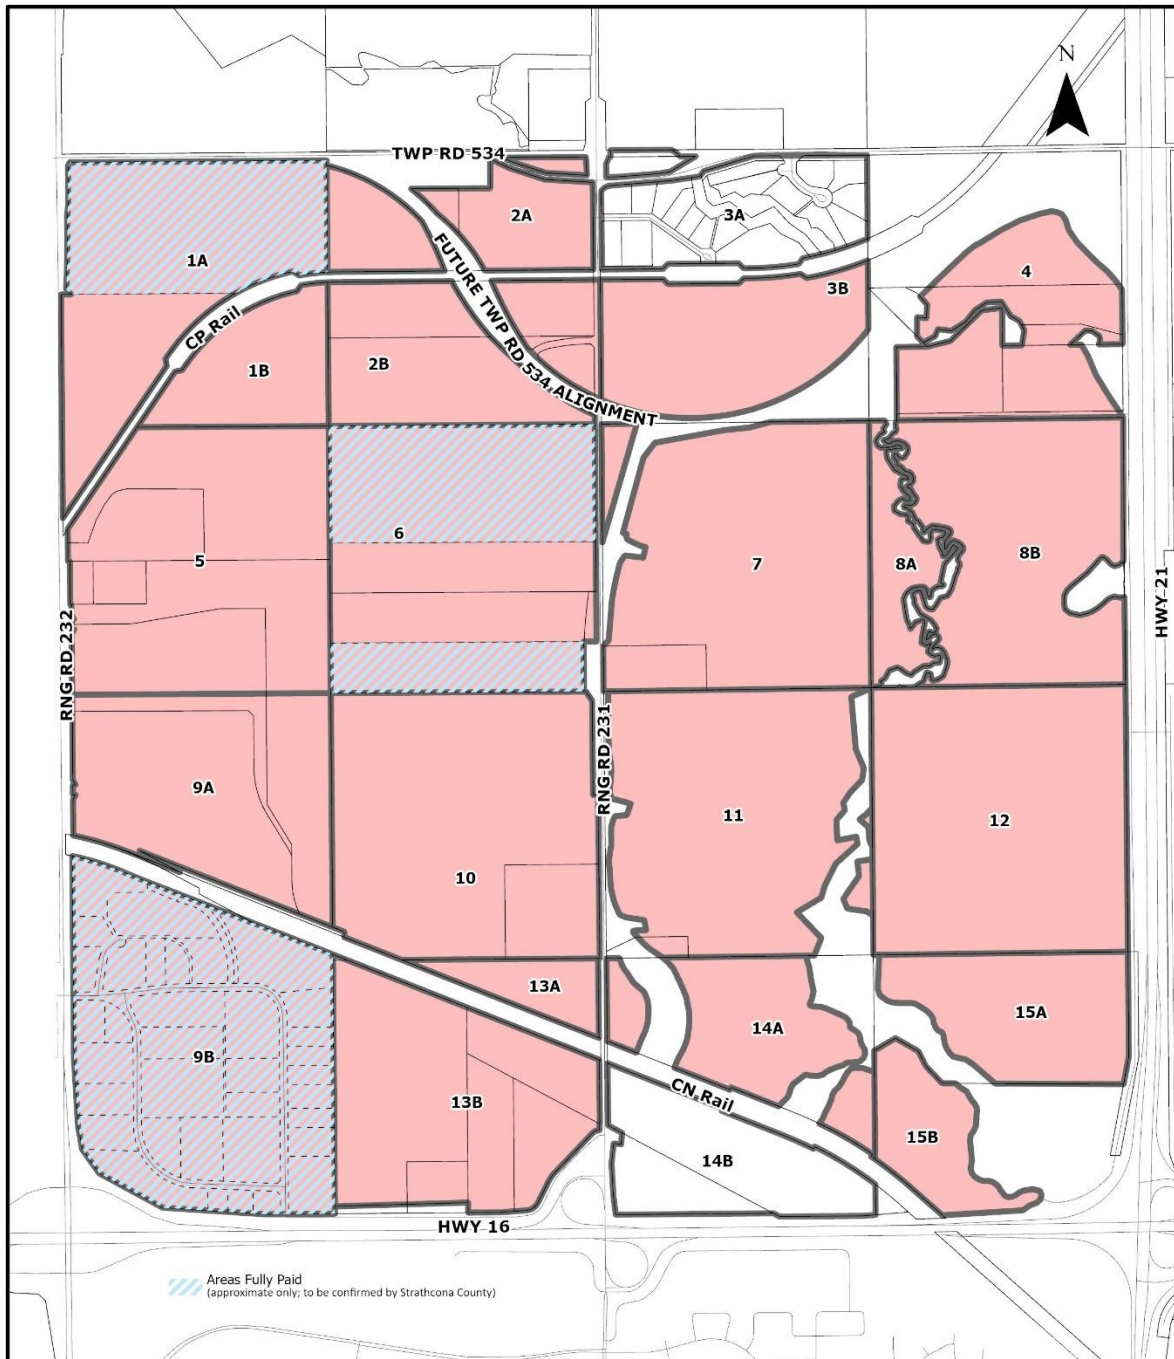 N
TWP RD 534
2A
3A
1A
4
FUTURE TWP RD 534 ALIGNMENT
3B
CP Rail
1B
2B
6
5
7
8A
8B
HWY 21
RNG RD 232
RNG RD 231
9A
11
12
10
13A
15A
14A
9B
CN Rail
13B
15B
14B
HWY 16
Areas Fully Paid
(approximate only; to be confirmed by Strathcona County)